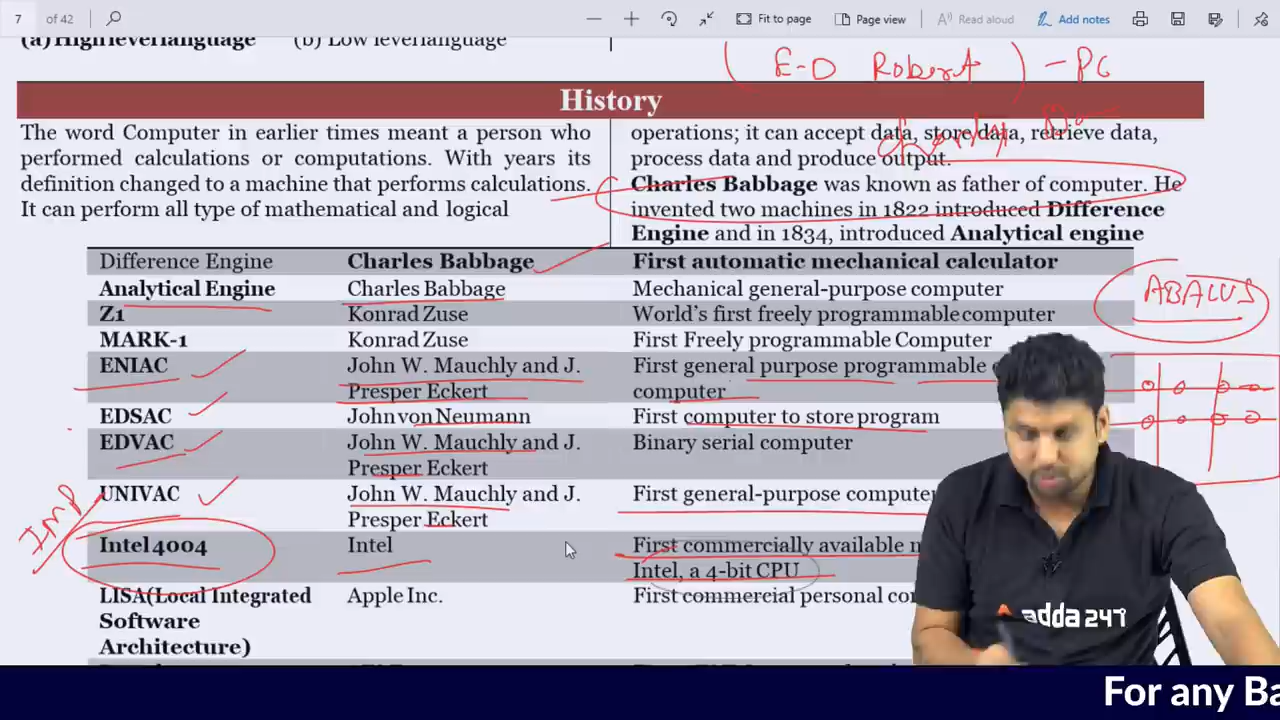 7 of 42 Fit to page Page view Read aloud Add notes
(a) High level language (b) Low level language
(E-D Robert) - PC
History
The word Computer in earlier times meant a person who
performed calculations or computations. With years its
definition changed to a machine that performs calculations.
It can perform all type of mathematical and logical
operations; it can accept data, store data, retrieve data,
process data and produce output.
Charles Babbage was known as father of computer. He
invented two machines in 1822 introduced Difference
Engine and in 1834, introduced Analytical engine
Difference Engine Charles Babbage First automatic mechanical calculator
Analytical Engine Charles Babbage Mechanical general-purpose computer
ABACUS
Z1 Konrad Zuse World's first freely programmable computer
MARK-1 Konrad Zuse First Freely programmable Computer
ENIAC John W. Mauchly and J. First general purpose programmable
Presper Eckert computer
EDSAC John von Neumann First computer to store program
EDVAC John W. Mauchly and J. Binary serial computer
Presper Eckert
UNIVAC John W. Mauchly and J. First general-purpose computer
Presper Eckert
IMP
Intel 4004 Intel First commercially available
Intel, a 4-bit CPU
LISA(Local Integrated Apple Inc. First commercial personal
Software
Architecture)
adda247
For any Ba